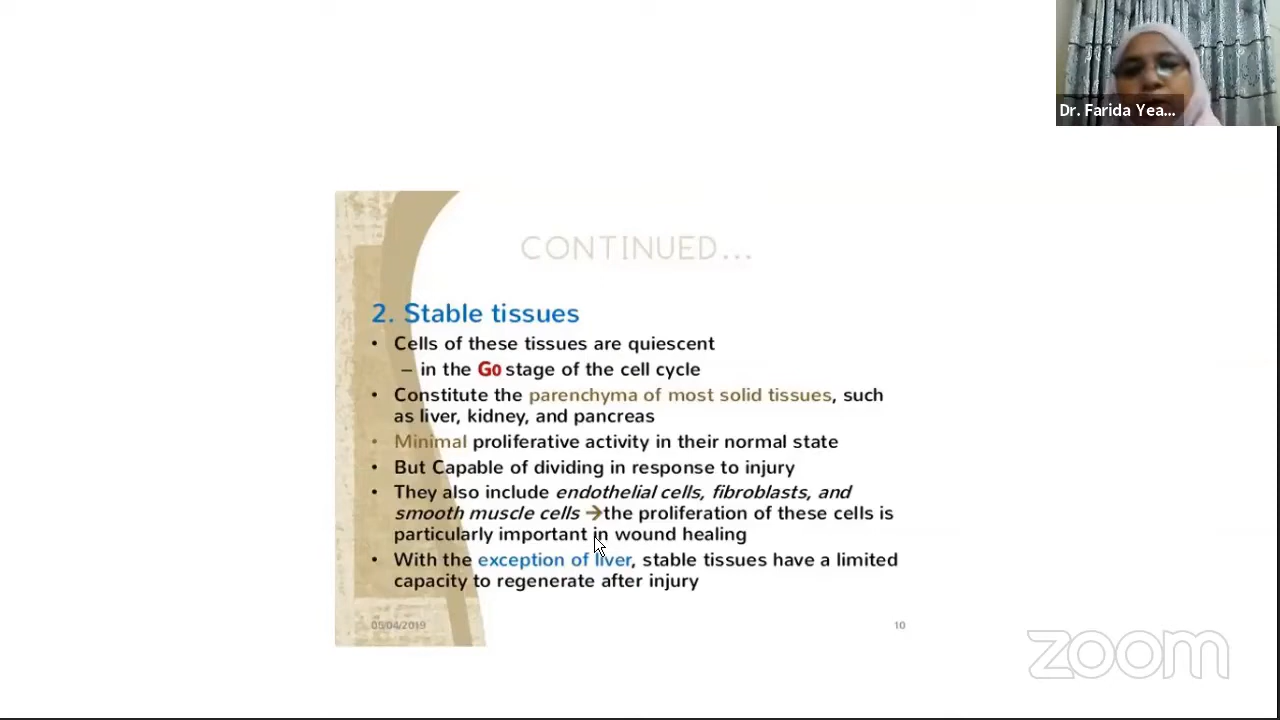 Dr. Farida Yea...
CONTINUED...
2. Stable tissues
• Cells of these tissues are quiescent
– in the G0 stage of the cell cycle
• Constitute the parenchyma of most solid tissues, such
as liver, kidney, and pancreas
• Minimal proliferative activity in their normal state
• But Capable of dividing in response to injury
• They also include endothelial cells, fibroblasts, and
smooth muscle cells →the proliferation of these cells is
particularly important in wound healing
• With the exception of liver, stable tissues have a limited
capacity to regenerate after injury
05/04/2019
10
zoom